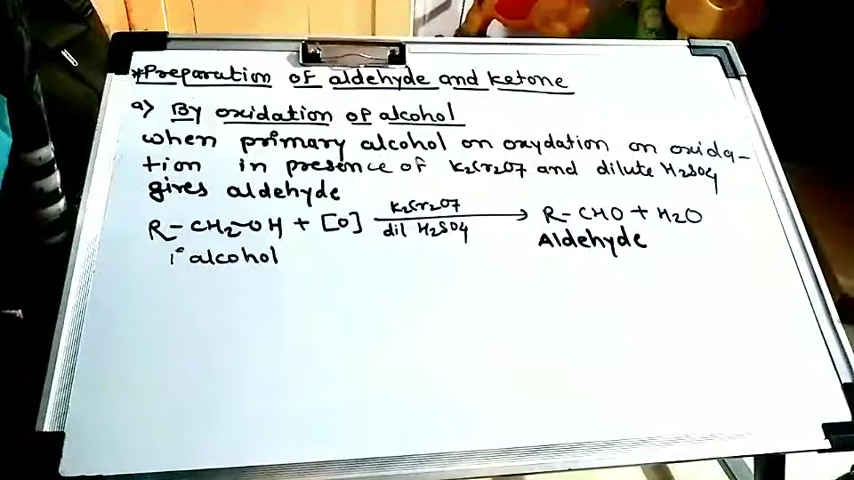 *Preparation of aldehyde and ketone
a) By oxidation of alcohol
when primary alcohol on oxydation on oxida-
tion in presence of K2Cr2O7 and dilute H2SO4
gives aldehyde
R-CH2-OH + [O] K2Cr2O7 / dil H2SO4 → R-CHO + H2O
1° alcohol Aldehyde